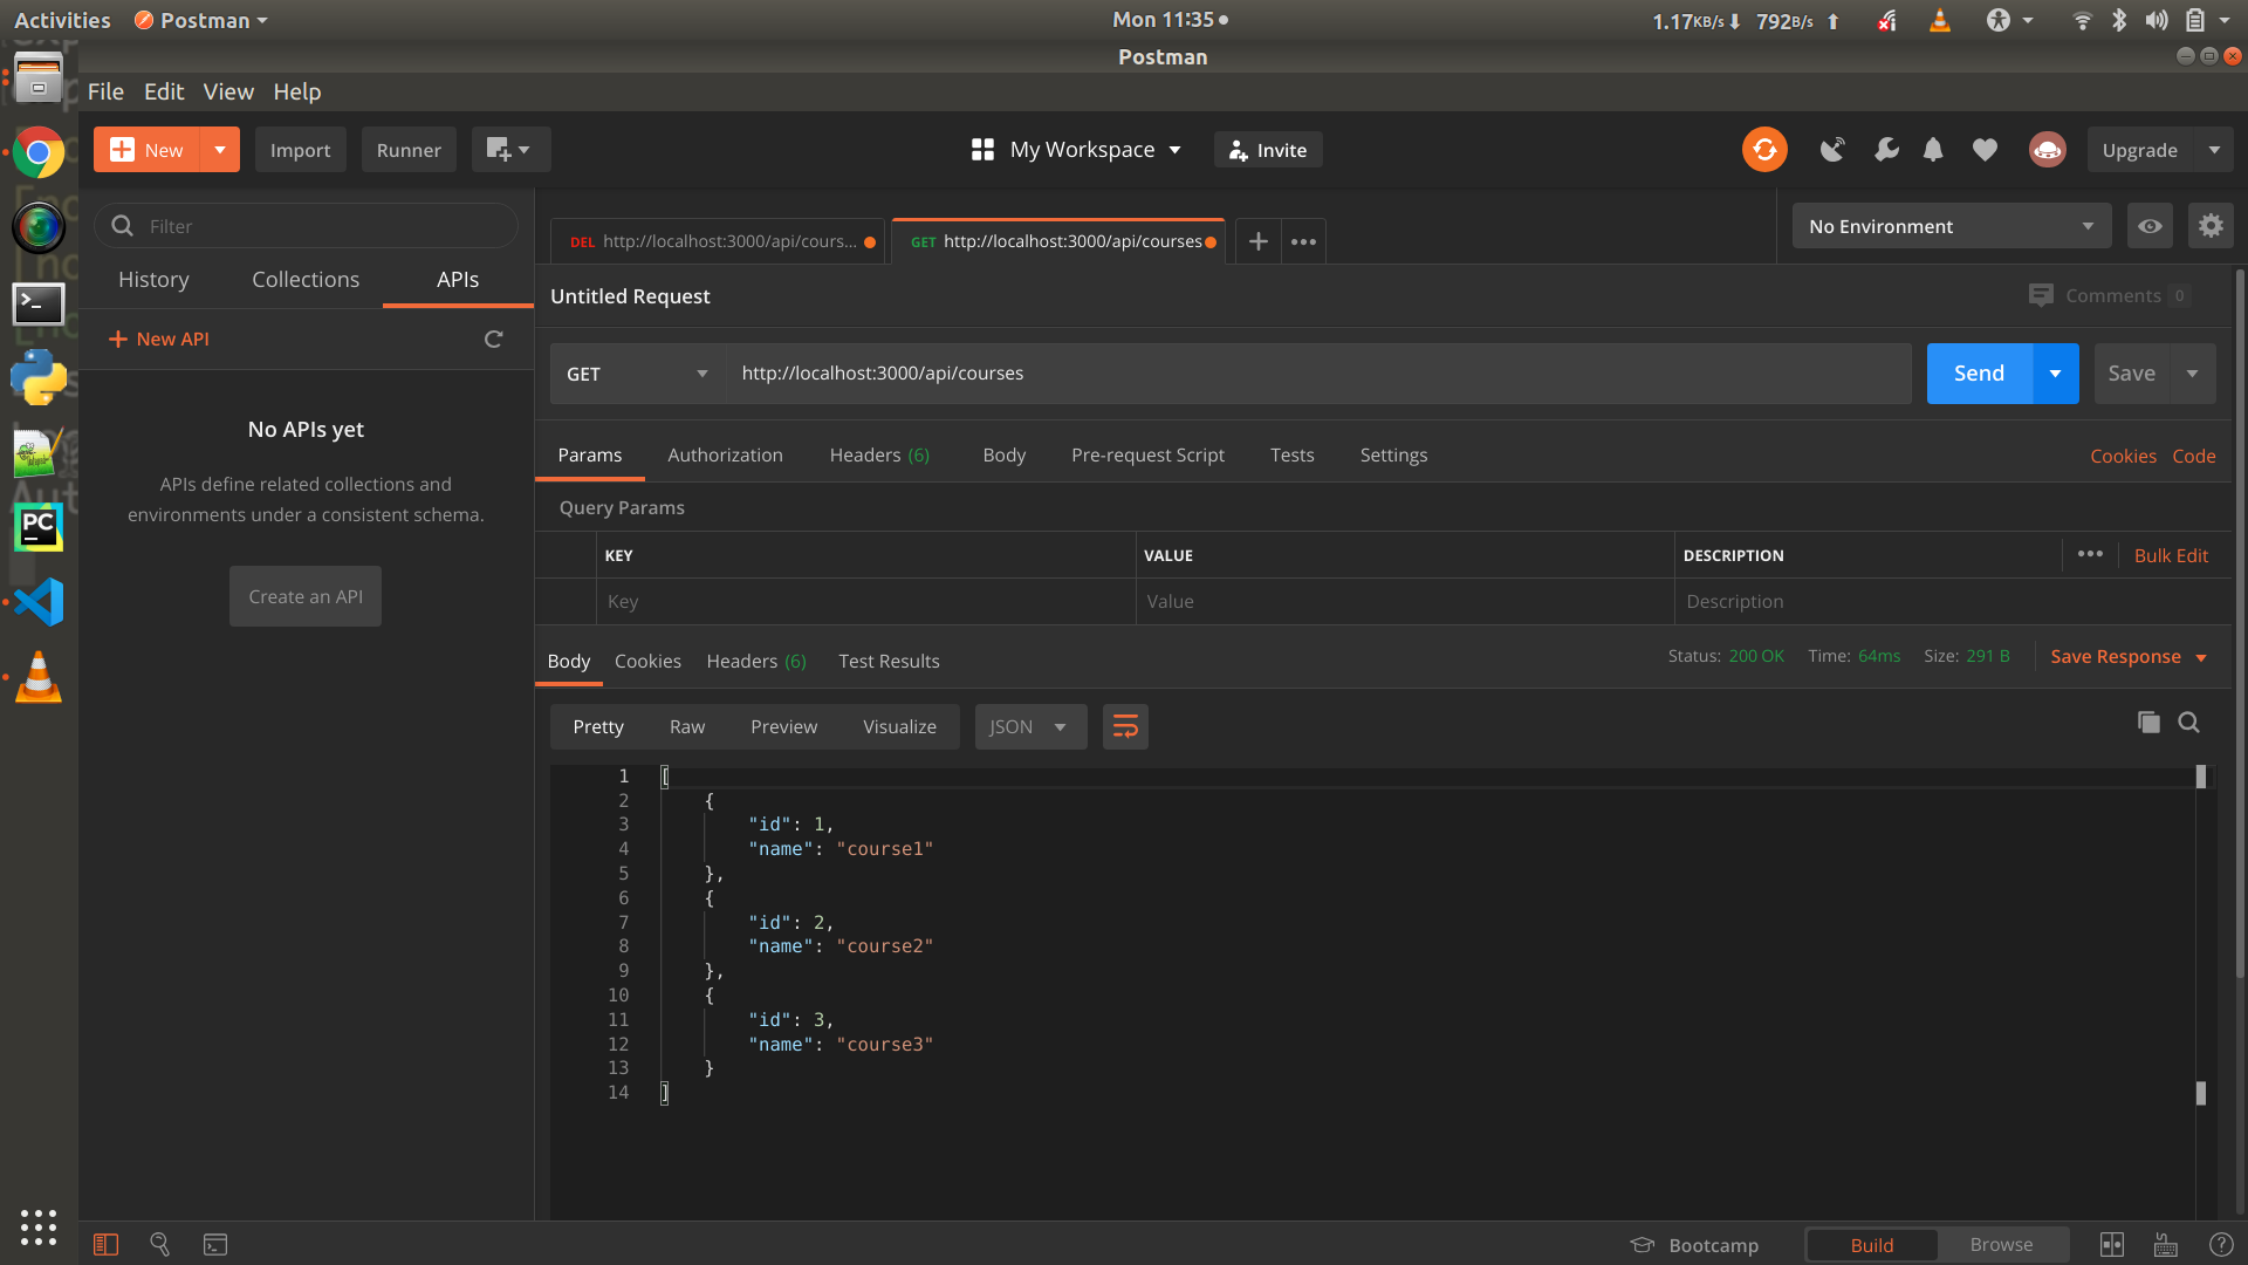 Activities Postman Mon 11:35 1.17KB/s 792B/s
Postman
File Edit View Help
New Import Runner My Workspace Invite Upgrade
Filter
DEL http://localhost:3000/api/cours... GET http://localhost:3000/api/courses ••• No Environment
History Collections APIs
Untitled Request Comments 0
New API
GET http://localhost:3000/api/courses Send Save
No APIs yet
APIs define related collections and
environments under a consistent schema.
Create an API
Params Authorization Headers (6) Body Pre-request Script Tests Settings Cookies Code
Query Params
KEY VALUE DESCRIPTION ••• Bulk Edit
Key Value Description
Body Cookies Headers (6) Test Results Status: 200 OK Time: 64ms Size: 291 B Save Response
Pretty Raw Preview Visualize JSON
1 [
2 {
3 "id": 1,
4 "name": "course1"
5 },
6 {
7 "id": 2,
8 "name": "course2"
9 },
10 {
11 "id": 3,
12 "name": "course3"
13 }
14 ]
PC
Bootcamp Build Browse